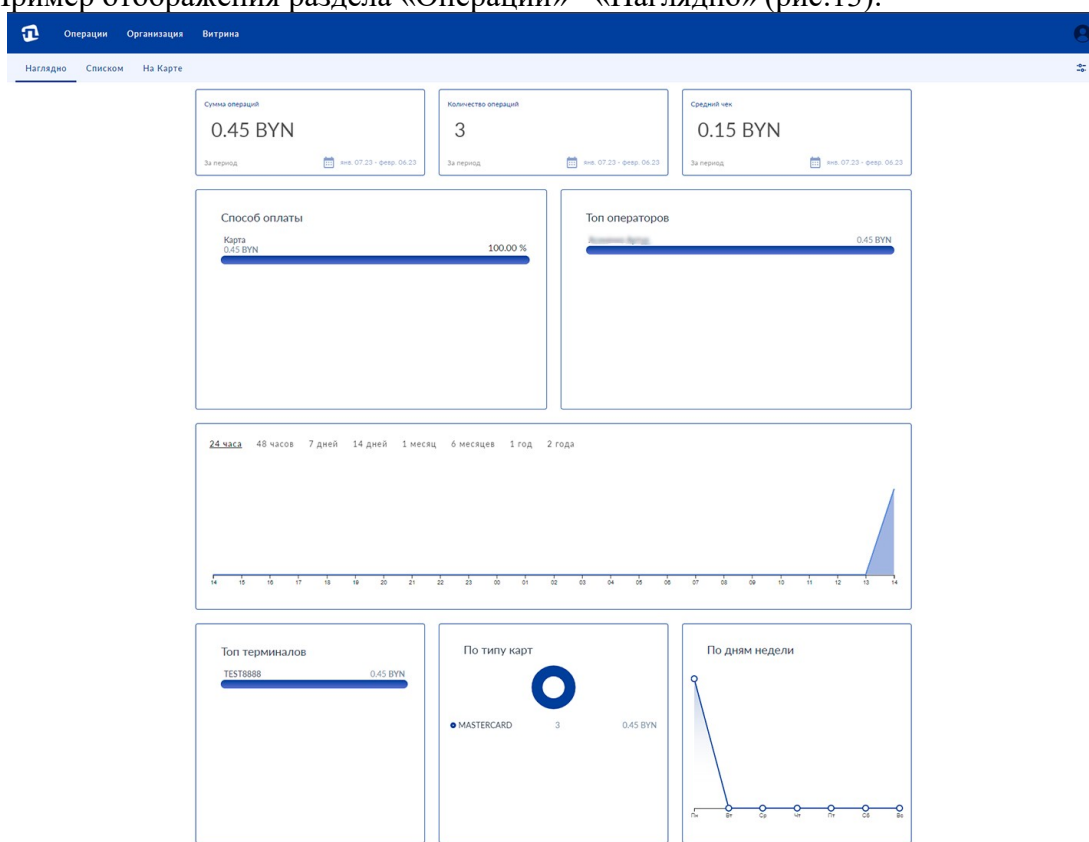 Пример отображения раздела «Операции» - «Наглядно» (рис.15):
Операции Организация Витрина
Наглядно Списком На Карте
Сумма операций
0.45 BYN
За период янв. 07.23 - февр. 06.23
Количество операций
3
За период янв. 07.23 - февр. 06.23
Средний чек
0.15 BYN
За период янв. 07.23 - февр. 06.23
Способ оплаты
Карта
0.45 BYN 100.00 %
Топ операторов
0.45 BYN
24 часа 48 часов 7 дней 14 дней 1 месяц 6 месяцев 1 год 2 года
14 15 16 17 18 19 20 21 22 23 00 01 02 03 04 05 06 07 08 09 10 11 12 13 14
Топ терминалов
TEST8888 0.45 BYN
По типу карт
MASTERCARD 3 0.45 BYN
По дням недели
Пн Вт Ср Чт Пт Сб Вс